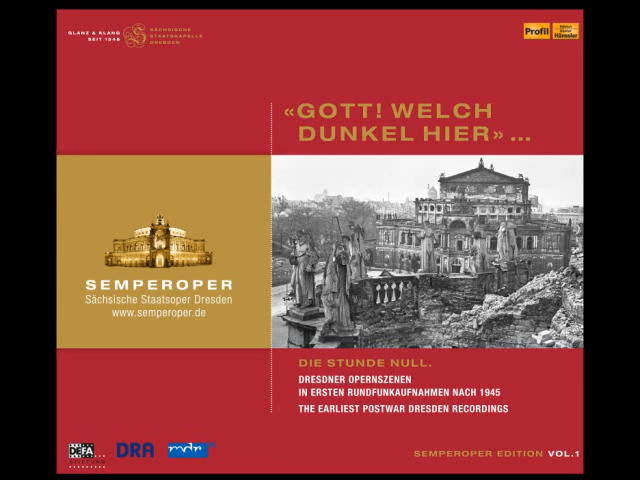 GLANZ & KLANG
SEIT 1548
SÄCHSISCHE
STAATSKAPELLE
DRESDEN
Profil
Edition
Günter
Hänssler
«GOTT! WELCH
DUNKEL HIER» ...
SEMPEROPER
Sächsische Staatsoper Dresden
www.semperoper.de
DIE STUNDE NULL.
DRESDNER OPERNSZENEN
IN ERSTEN RUNDFUNKAUFNAHMEN NACH 1945
THE EARLIEST POSTWAR DRESDEN RECORDINGS
DEFA
STIFTUNG
DRA
mdr
SEMPEROPER EDITION VOL.1